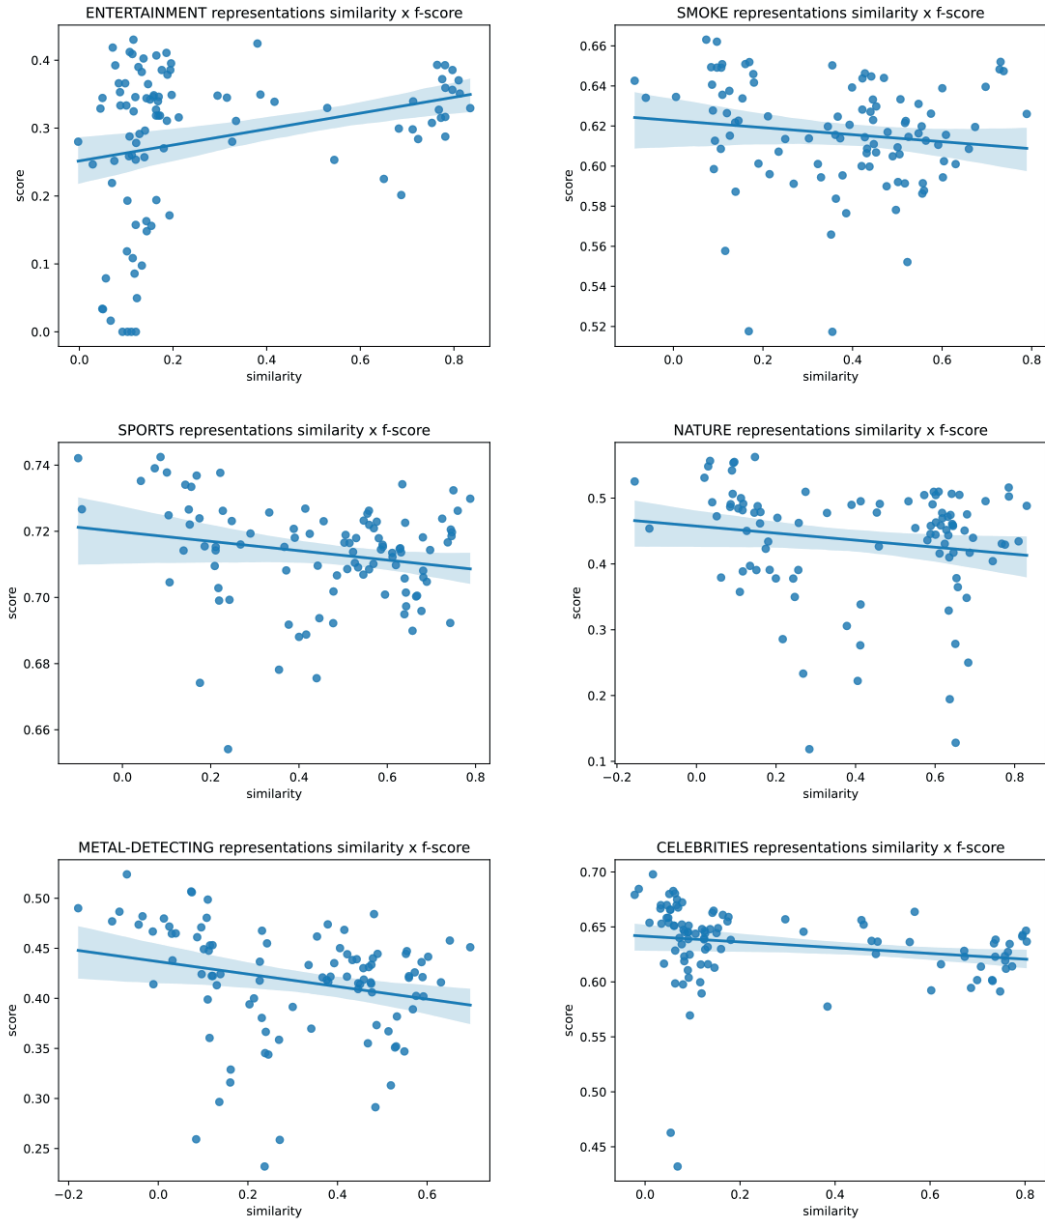 ENTERTAINMENT representations similarity x f-score
score
0.4
0.3
0.2
0.1
0.0
0.0 0.2 0.4 0.6 0.8
similarity
SMOKE representations similarity x f-score
score
0.66
0.64
0.62
0.60
0.58
0.56
0.54
0.52
0.0 0.2 0.4 0.6 0.8
similarity
SPORTS representations similarity x f-score
score
0.74
0.72
0.70
0.68
0.66
0.0 0.2 0.4 0.6 0.8
similarity
NATURE representations similarity x f-score
score
0.5
0.4
0.3
0.2
0.1
−0.2 0.0 0.2 0.4 0.6 0.8
similarity
METAL-DETECTING representations similarity x f-score
score
0.50
0.45
0.40
0.35
0.30
0.25
−0.2 0.0 0.2 0.4 0.6
similarity
CELEBRITIES representations similarity x f-score
score
0.70
0.65
0.60
0.55
0.50
0.45
0.0 0.2 0.4 0.6 0.8
similarity